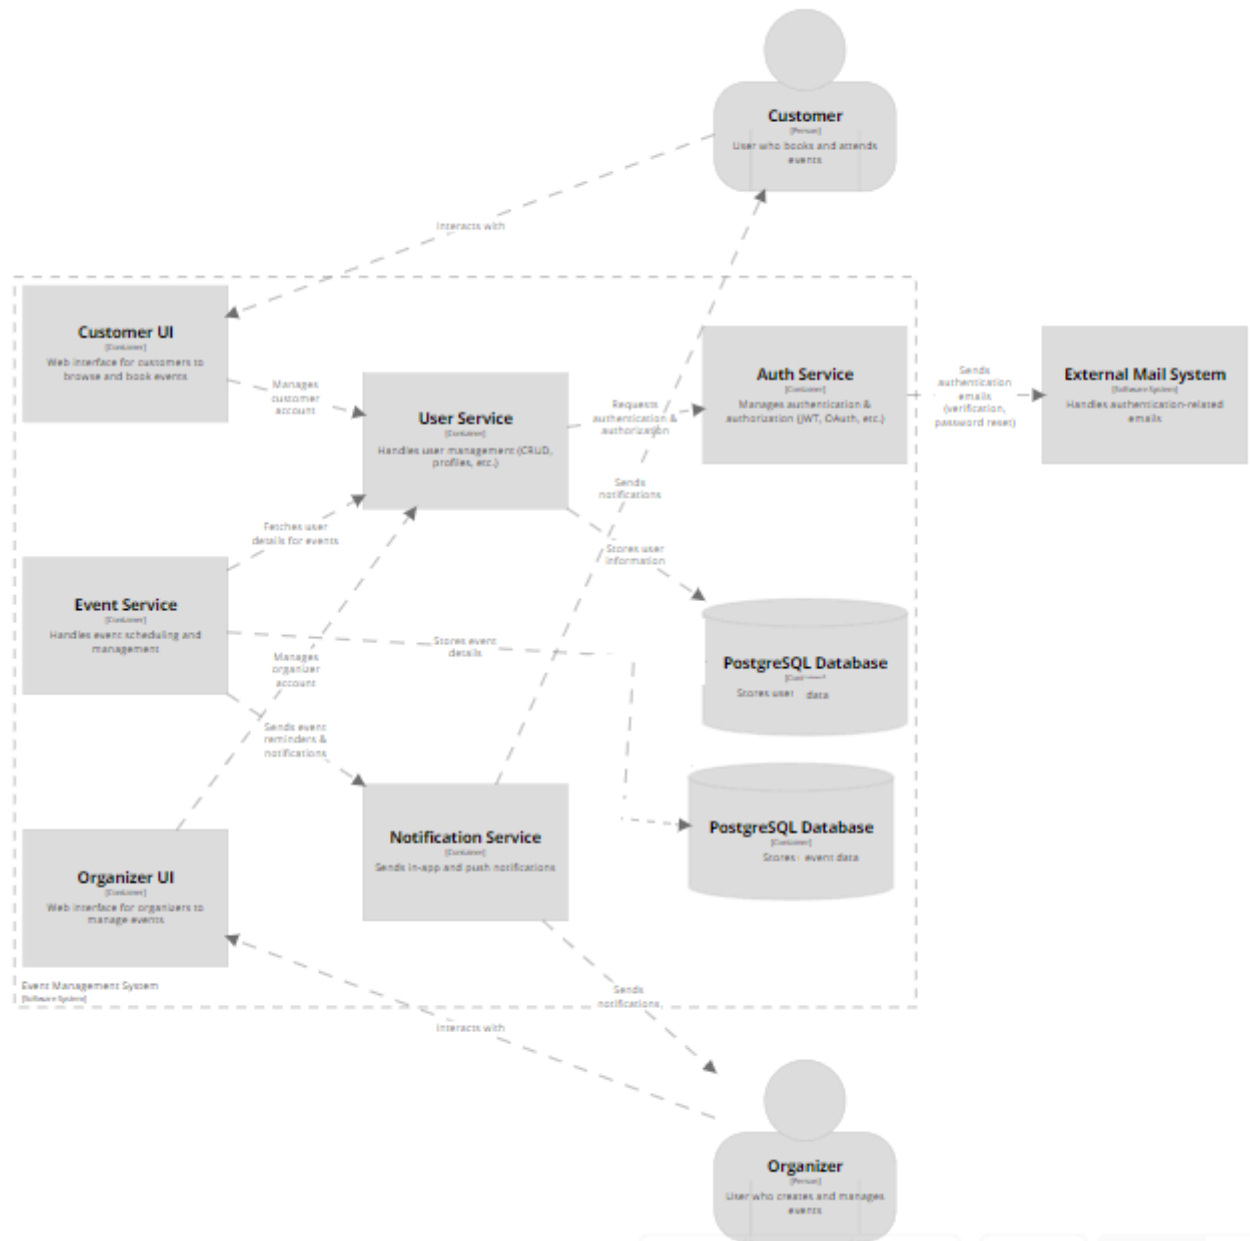 Customer
[Person]
User who books and attends
events
Interacts with
Customer UI
[Container]
Web interface for customers to
browse and book events
Manages
customer
account
User Service
[Container]
Handles user management (CRUD,
profiles, etc.)
Requests
authentication &
authorization
Auth Service
[Container]
Manages authentication &
authorization (JWT, OAuth, etc.)
Sends
authentication
emails
(verification,
password reset)
External Mail System
[Software System]
Handles authentication-related
emails
Sends
notifications
Fetches user
details for events
Stores user
information
Event Service
[Container]
Handles event scheduling and
management
Stores event
details
Manages
organizer
account
PostgreSQL Database
Stores user data
Sends event
reminders &
notifications
PostgreSQL Database
[Container]
Stores event data
Notification Service
[Container]
Sends in-app and push notifications
Organizer UI
[Container]
Web interface for organizers to
manage events
Event Management System
[Software System]
Sends
notifications
Interacts with
Organizer
[Person]
User who creates and manages
events